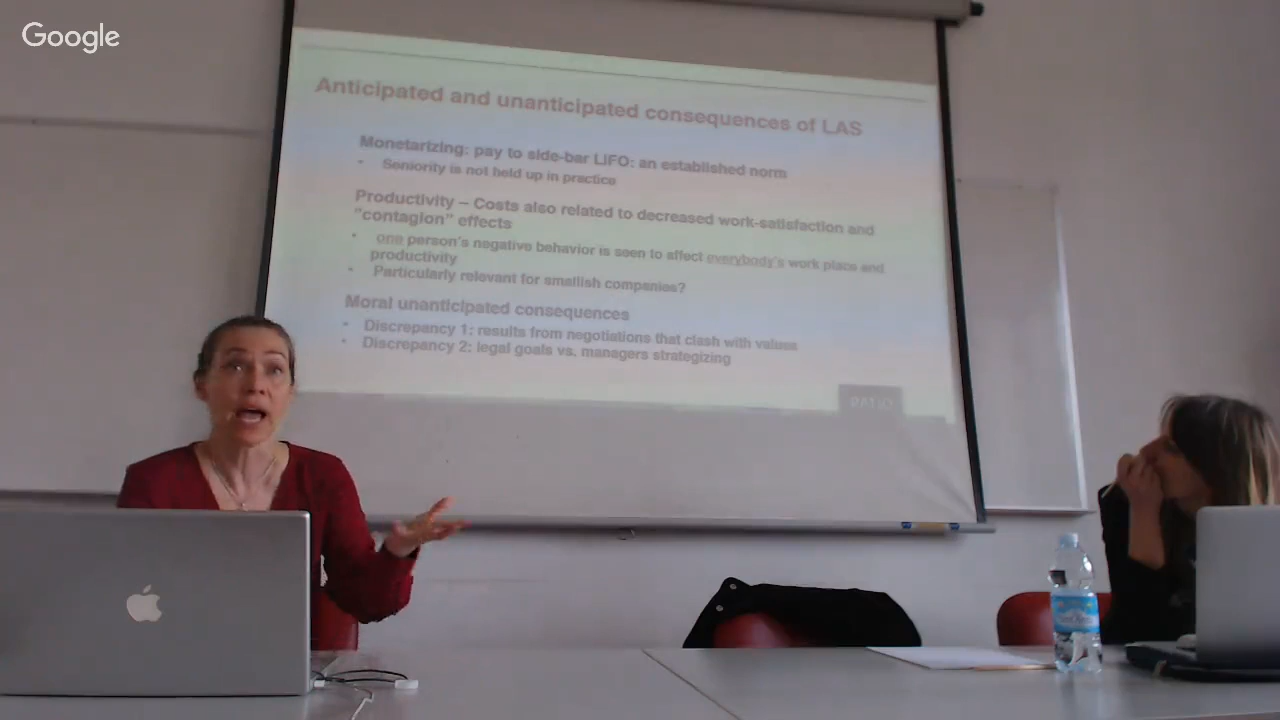 Google
Anticipated and unanticipated consequences of LAS
Monetarizing: pay to side-bar LIFO: an established norm
• Seniority is not held up in practice
Productivity – Costs also related to decreased work-satisfaction and
"contagion" effects
• one person's negative behavior is seen to affect everybody's work place and
productivity
• Particularly relevant for smallish companies?
Moral unanticipated consequences
• Discrepancy 1: results from negotiations that clash with values
• Discrepancy 2: legal goals vs. managers strategizing
RATIO